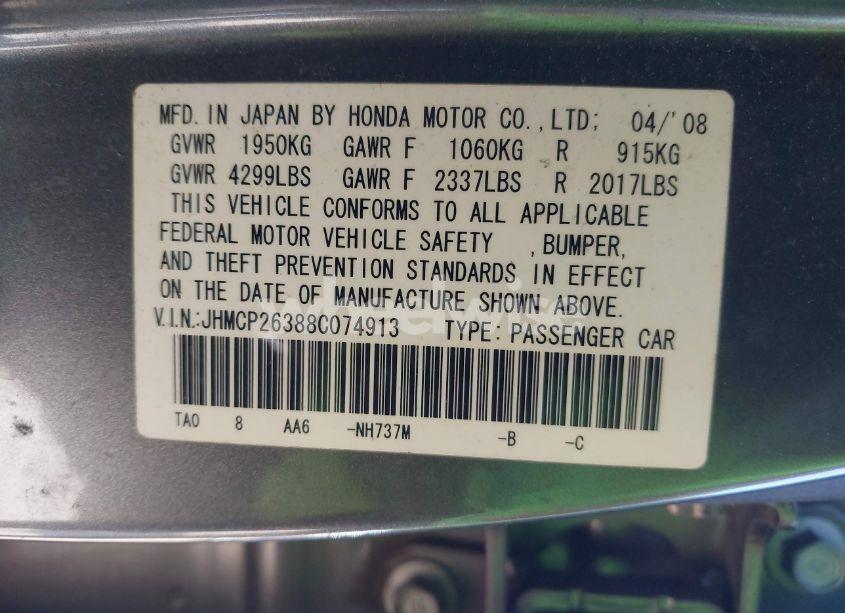 MFD. IN JAPAN BY HONDA MOTOR CO.,LTD; 04/'08
GVWR 1950KG GAWR F 1060KG R 915KG
GVWR 4299LBS GAWR F 2337LBS R 2017LBS
THIS VEHICLE CONFORMS TO ALL APPLICABLE
FEDERAL MOTOR VEHICLE SAFETY ,BUMPER,
AND THEFT PREVENTION STANDARDS IN EFFECT
ON THE DATE OF MANUFACTURE SHOWN ABOVE.
V.I.N.:JHMCP26388C074913 TYPE: PASSENGER CAR
TA0 8 AA6 -NH737M -B -C